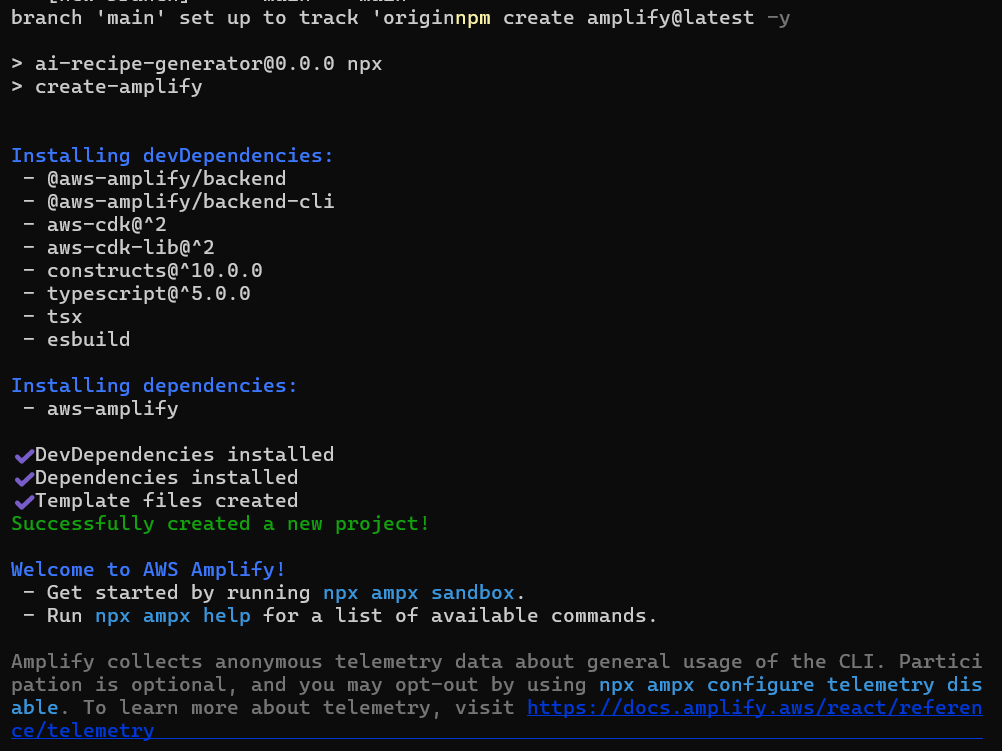 branch 'main' set up to track 'originnpm create amplify@latest -y
> ai-recipe-generator@0.0.0 npx
> create-amplify
Installing devDependencies:
- @aws-amplify/backend
- @aws-amplify/backend-cli
- aws-cdk@^2
- aws-cdk-lib@^2
- constructs@^10.0.0
- typescript@^5.0.0
- tsx
- esbuild
Installing dependencies:
- aws-amplify
✔DevDependencies installed
✔Dependencies installed
✔Template files created
Successfully created a new project!
Welcome to AWS Amplify!
- Get started by running npx ampx sandbox.
- Run npx ampx help for a list of available commands.
Amplify collects anonymous telemetry data about general usage of the CLI. Partici
pation is optional, and you may opt-out by using npx ampx configure telemetry dis
able. To learn more about telemetry, visit https://docs.amplify.aws/react/referen
ce/telemetry